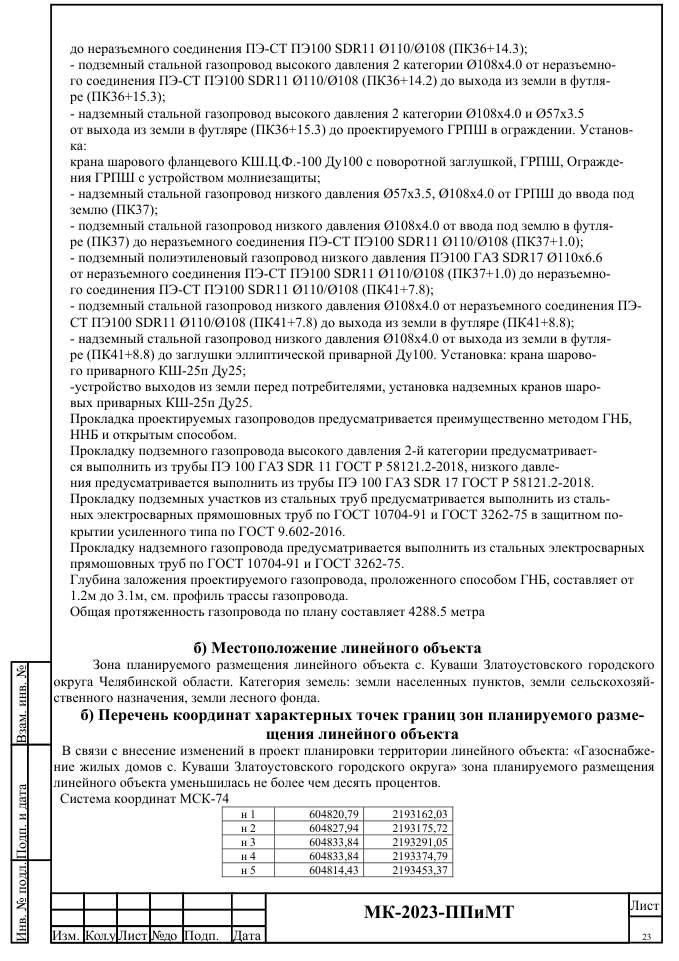 до неразъемного соединения ПЭ-СТ ПЭ100 SDR11 Ø110/Ø108 (ПК36+14.3);
- подземный стальной газопровод высокого давления 2 категории Ø108х4.0 от неразъемно-
го соединения ПЭ-СТ ПЭ100 SDR11 Ø110/Ø108 (ПК36+14.2) до выхода из земли в футля-
ре (ПК36+15.3);
- надземный стальной газопровод высокого давления 2 категории Ø108х4.0 и Ø57х3.5
от выхода из земли в футляре (ПК36+15.3) до проектируемого ГРПШ в ограждении. Установ-
ка:
крана шарового фланцевого КШ.Ц.Ф.-100 Ду100 с поворотной заглушкой, ГРПШ, Огражде-
ния ГРПШ с устройством молниезащиты;
- надземный стальной газопровод низкого давления Ø57х3.5, Ø108х4.0 от ГРПШ до ввода под
землю (ПК37);
- подземный стальной газопровод низкого давления Ø108х4.0 от ввода под землю в футля-
ре (ПК37) до неразъемного соединения ПЭ-СТ ПЭ100 SDR11 Ø110/Ø108 (ПК37+1.0);
- подземный полиэтиленовый газопровод низкого давления ПЭ100 ГАЗ SDR17 Ø110х6.6
от неразъемного соединения ПЭ-СТ ПЭ100 SDR11 Ø110/Ø108 (ПК37+1.0) до неразъемно-
го соединения ПЭ-СТ ПЭ100 SDR11 Ø110/Ø108 (ПК41+7.8);
- подземный стальной газопровод низкого давления Ø108х4.0 от неразъемного соединения ПЭ-
СТ ПЭ100 SDR11 Ø110/Ø108 (ПК41+7.8) до выхода из земли в футляре (ПК41+8.8);
- надземный стальной газопровод низкого давления Ø108х4.0 от выхода из земли в футля-
ре (ПК41+8.8) до заглушки эллиптической приварной Ду100. Установка: крана шарово-
го приварного КШ-25п Ду25;
-устройство выходов из земли перед потребителями, установка надземных кранов шаро-
вых приварных КШ-25п Ду25.
Прокладка проектируемых газопроводов предусматривается преимущественно методом ГНБ,
ННБ и открытым способом.
Прокладку подземного газопровода высокого давления 2-й категории предусматривает-
ся выполнить из трубы ПЭ 100 ГАЗ SDR 11 ГОСТ Р 58121.2-2018, низкого давле-
ния предусматривается выполнить из трубы ПЭ 100 ГАЗ SDR 17 ГОСТ Р 58121.2-2018.
Прокладку подземных участков из стальных труб предусматривается выполнить из сталь-
ных электросварных прямошовных труб по ГОСТ 10704-91 и ГОСТ 3262-75 в защитном по-
крытии усиленного типа по ГОСТ 9.602-2016.
Прокладку надземного газопровода предусматривается выполнить из стальных электросварных
прямошовных труб по ГОСТ 10704-91 и ГОСТ 3262-75.
Глубина заложения проектируемого газопровода, проложенного способом ГНБ, составляет от
1.2м до 3.1м, см. профиль трассы газопровода.
Общая протяженность газопровода по плану составляет 4288.5 метра
б) Местоположение линейного объекта
Зона планируемого размещения линейного объекта с. Куваши Златоустовского городского
округа Челябинской области. Категория земель: земли населенных пунктов, земли сельскохозяй-
ственного назначения, земли лесного фонда.
б) Перечень координат характерных точек границ зон планируемого разме-
щения линейного объекта
В связи с внесение изменений в проект планировки территории линейного объекта: «Газоснабже-
ние жилых домов с. Куваши Златоустовского городского округа» зона планируемого размещения
линейного объекта уменьшилась не более чем десять процентов.
Система координат МСК-74
н 1 604820,79 2193162,03
н 2 604827,94 2193175,72
н 3 604833,84 2193291,05
н 4 604833,84 2193374,79
н 5 604814,43 2193453,37
Взам. инв. №
Подп. и дата
Инв. № подл.
МК-2023-ППиМТ
Лист
23
Изм. Кол.у Лист №до Подп. Дата